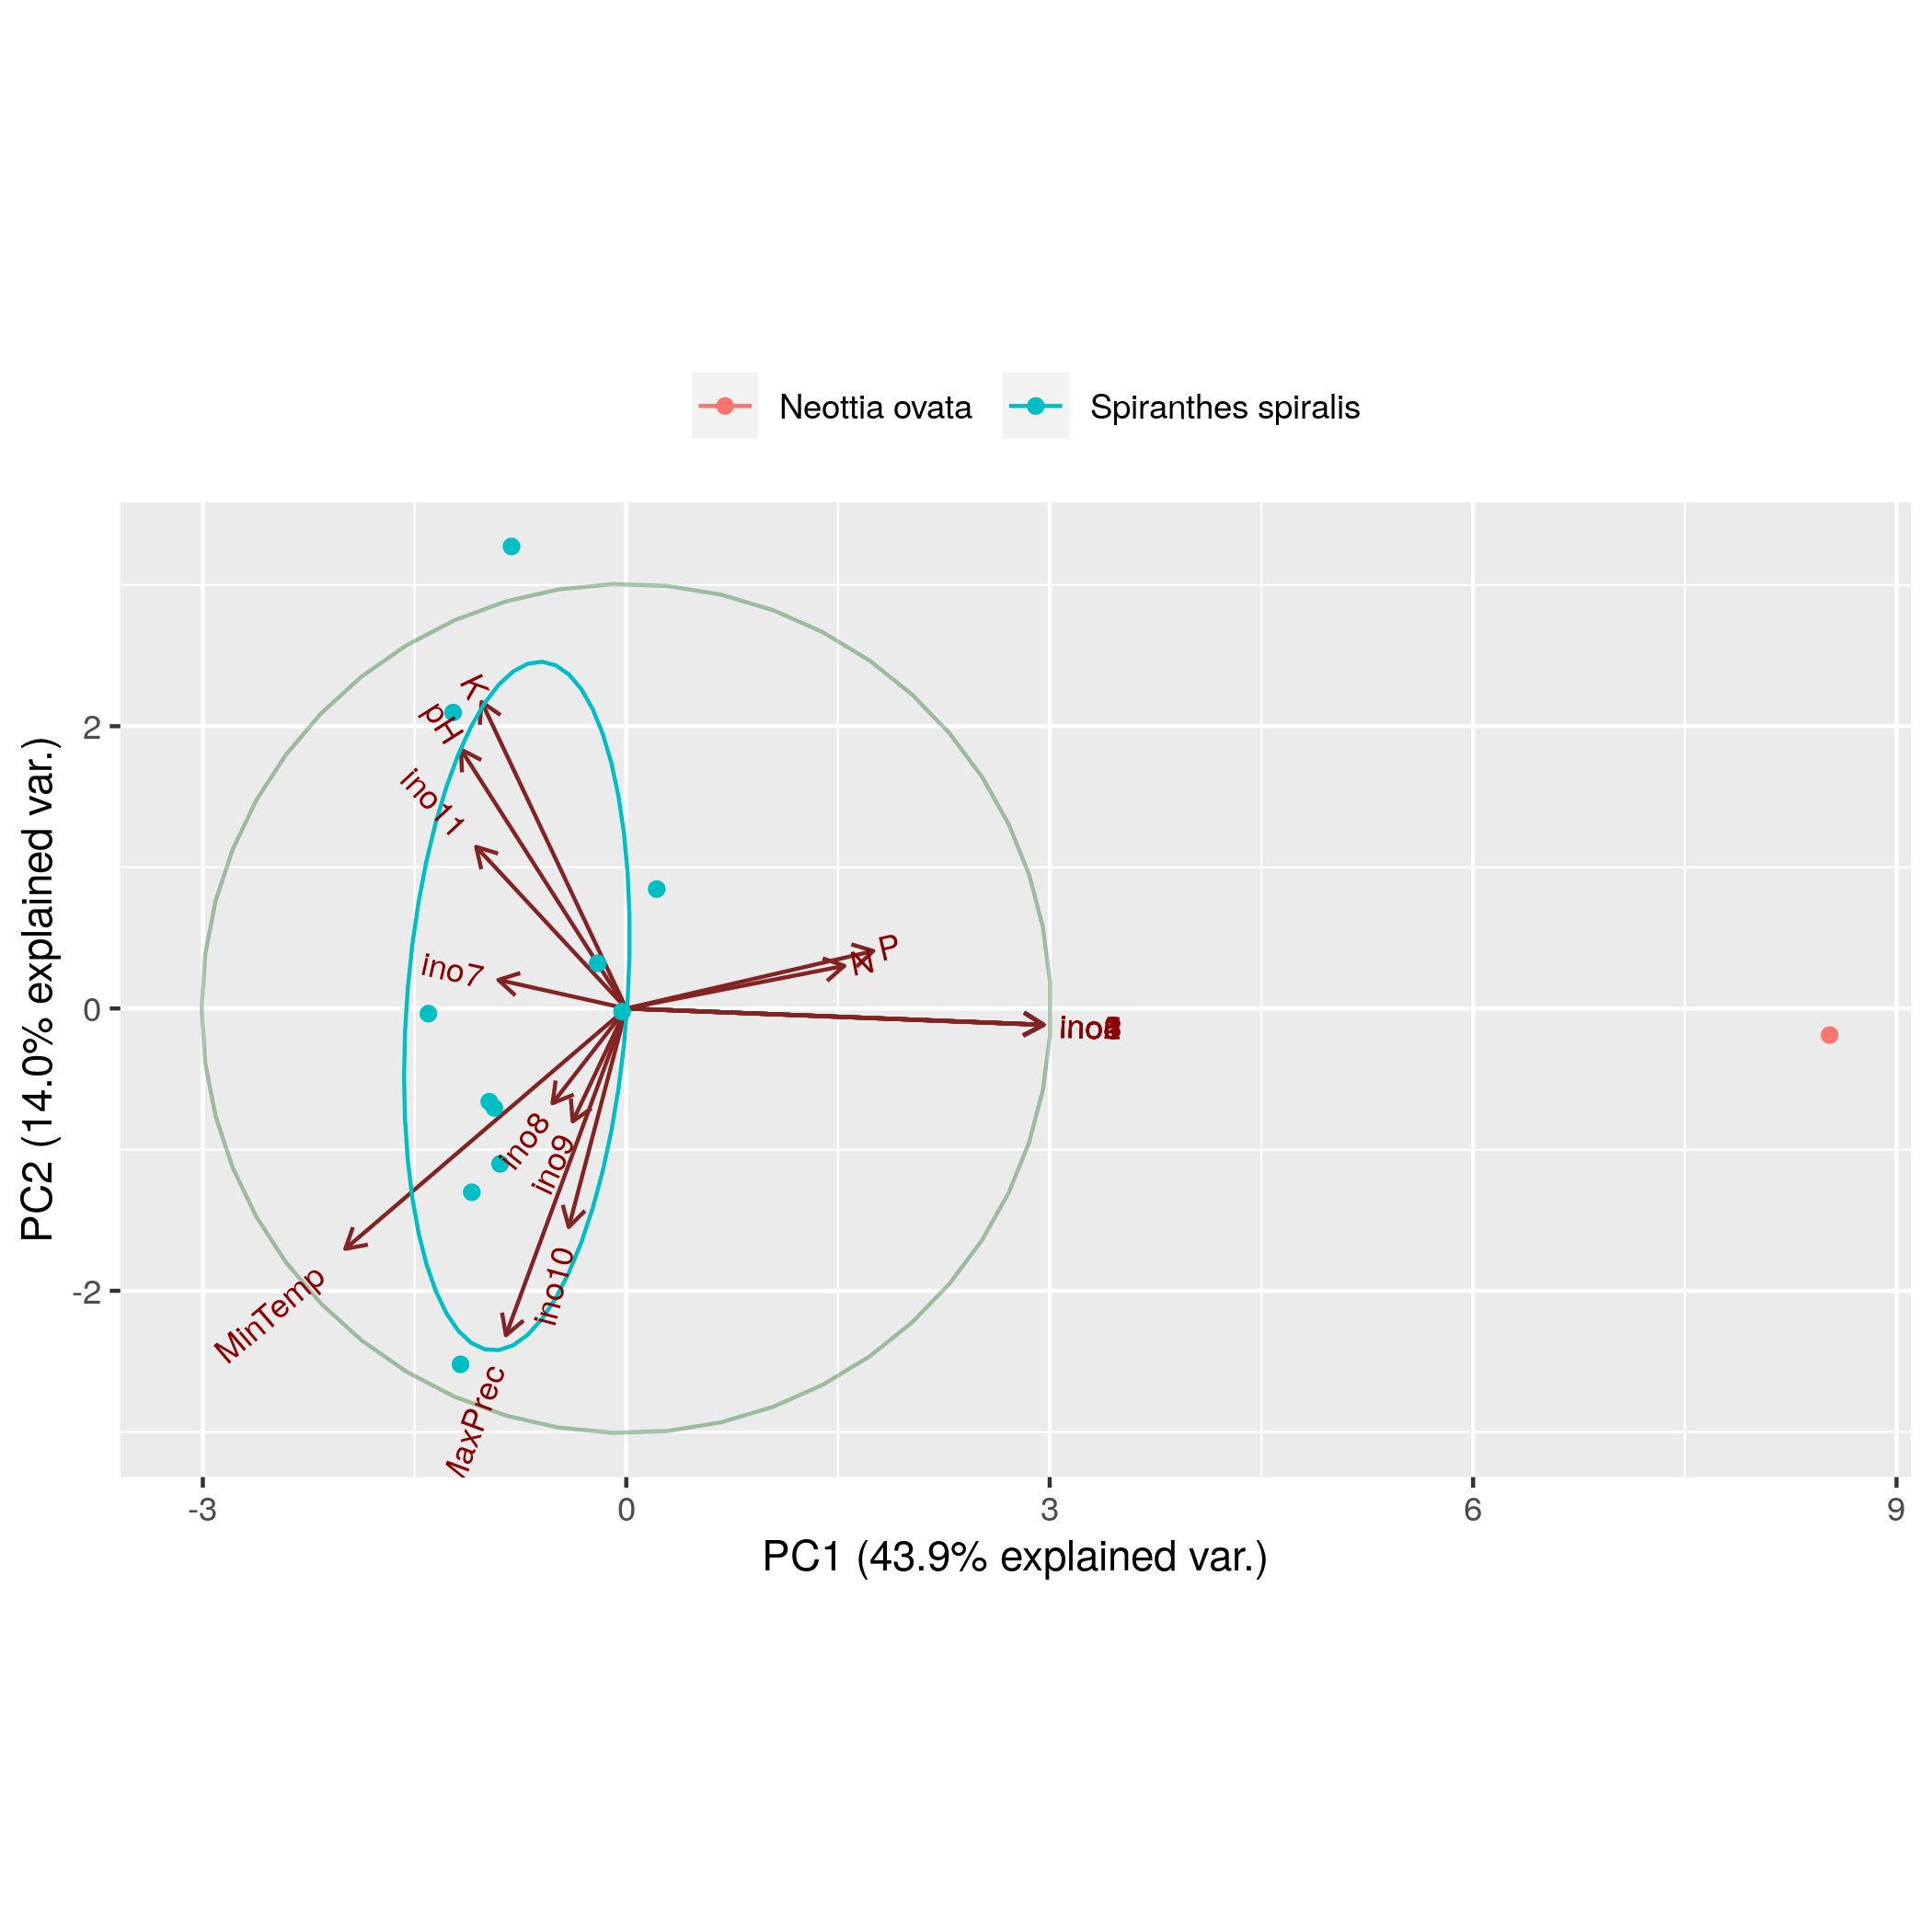 Neottia ovata
Spiranthes spiralis
PC2 (14.0% explained var.)
2
0
-2
K
pH
ino11
ino7
P
N
ino8
ino9
ino10
MinTemp
MaxPrec
-3
0
3
6
9
PC1 (43.9% explained var.)